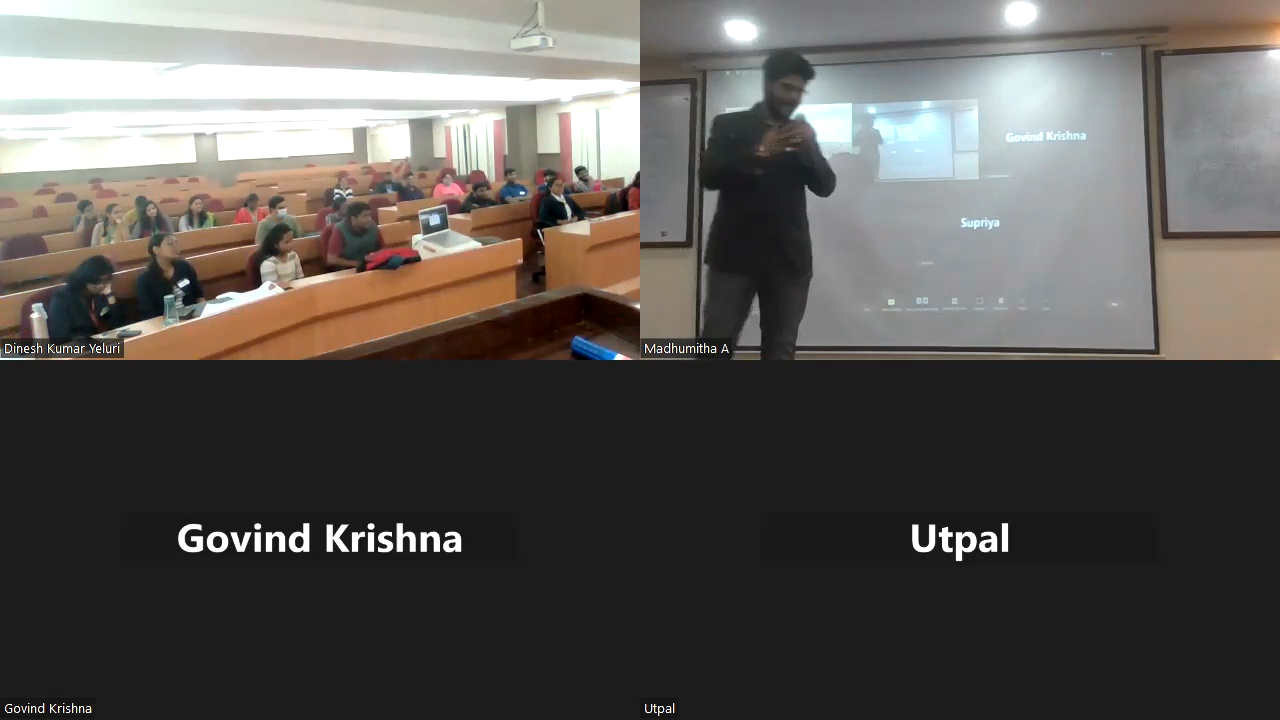 Govind Krishna
Supriya
Dinesh Kumar Yeluri
Madhumitha A
Govind Krishna
Utpal
Govind Krishna
Utpal